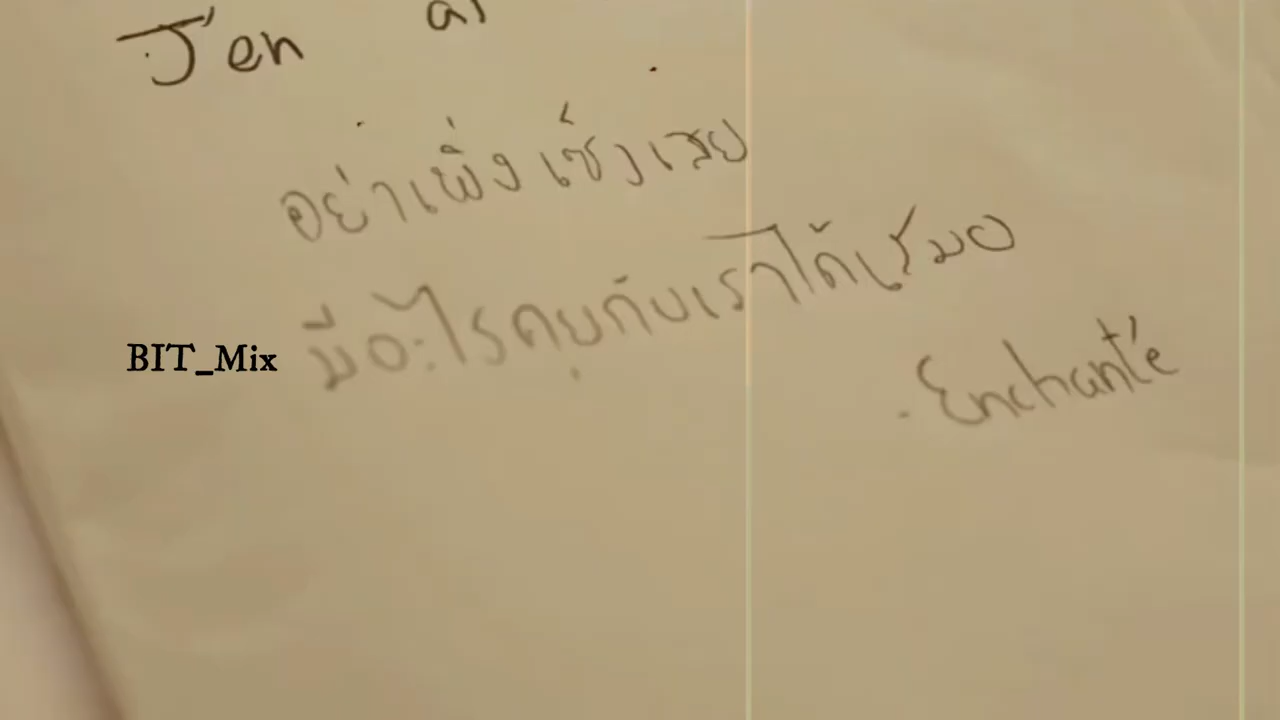 J'en ai
อย่าเพิ่งเซ็งเลย
มีอะไรคุยกับเราได้เสมอ
BIT_Mix
- Enchanté